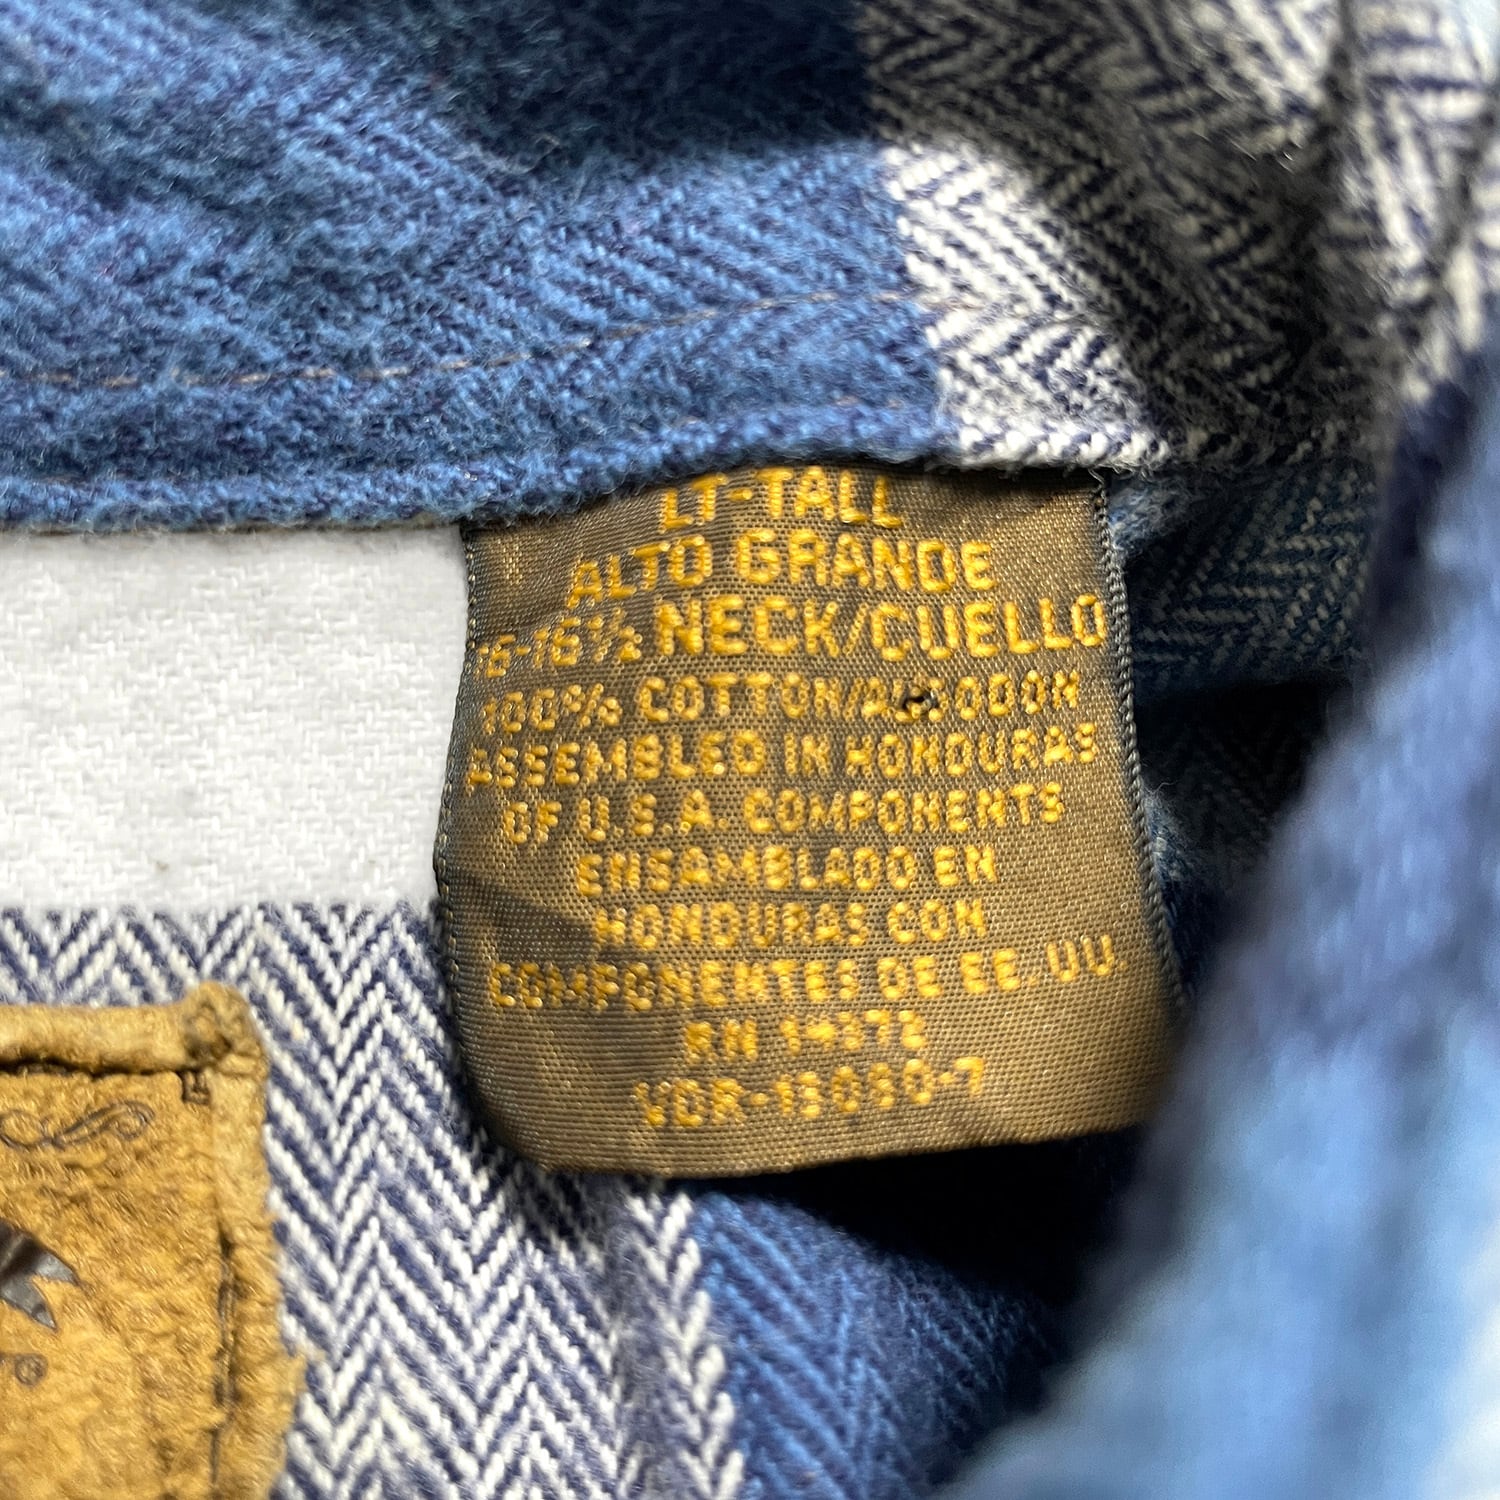 LT-TALL
ALTO GRANDE
16-16½ NECK/CUELLO
100% COTTON/ALGODON
ASSEMBLED IN HONDURAS
OF U.S.A. COMPONENTS
ENSAMBLADO EN
HONDURAS CON
COMPONENTES DE EE.UU.
RN 14372
VDR-15080-7